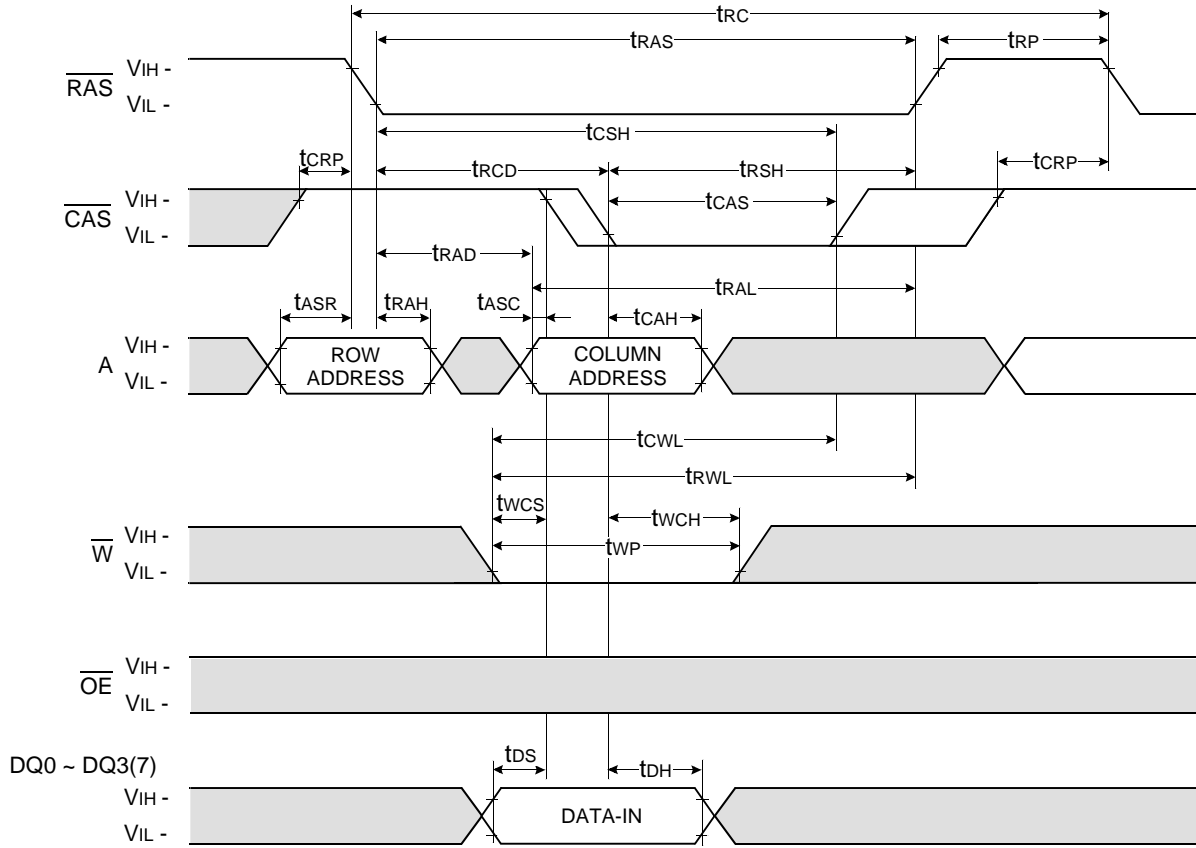 tRC
tRAS
tRP
RAS
VIH -
VIL -
tCSH
tCRP
tRCD
tRSH
tCRP
CAS
VIH -
VIL -
tCAS
tRAD
tRAL
tASR
tRAH
tASC
tCAH
A
VIH -
VIL -
ROW
ADDRESS
COLUMN
ADDRESS
tCWL
tRWL
tWCS
tWCH
W
VIH -
VIL -
tWP
OE
VIH -
VIL -
tDS
tDH
DQ0 ~ DQ3(7)
VIH -
VIL -
DATA-IN